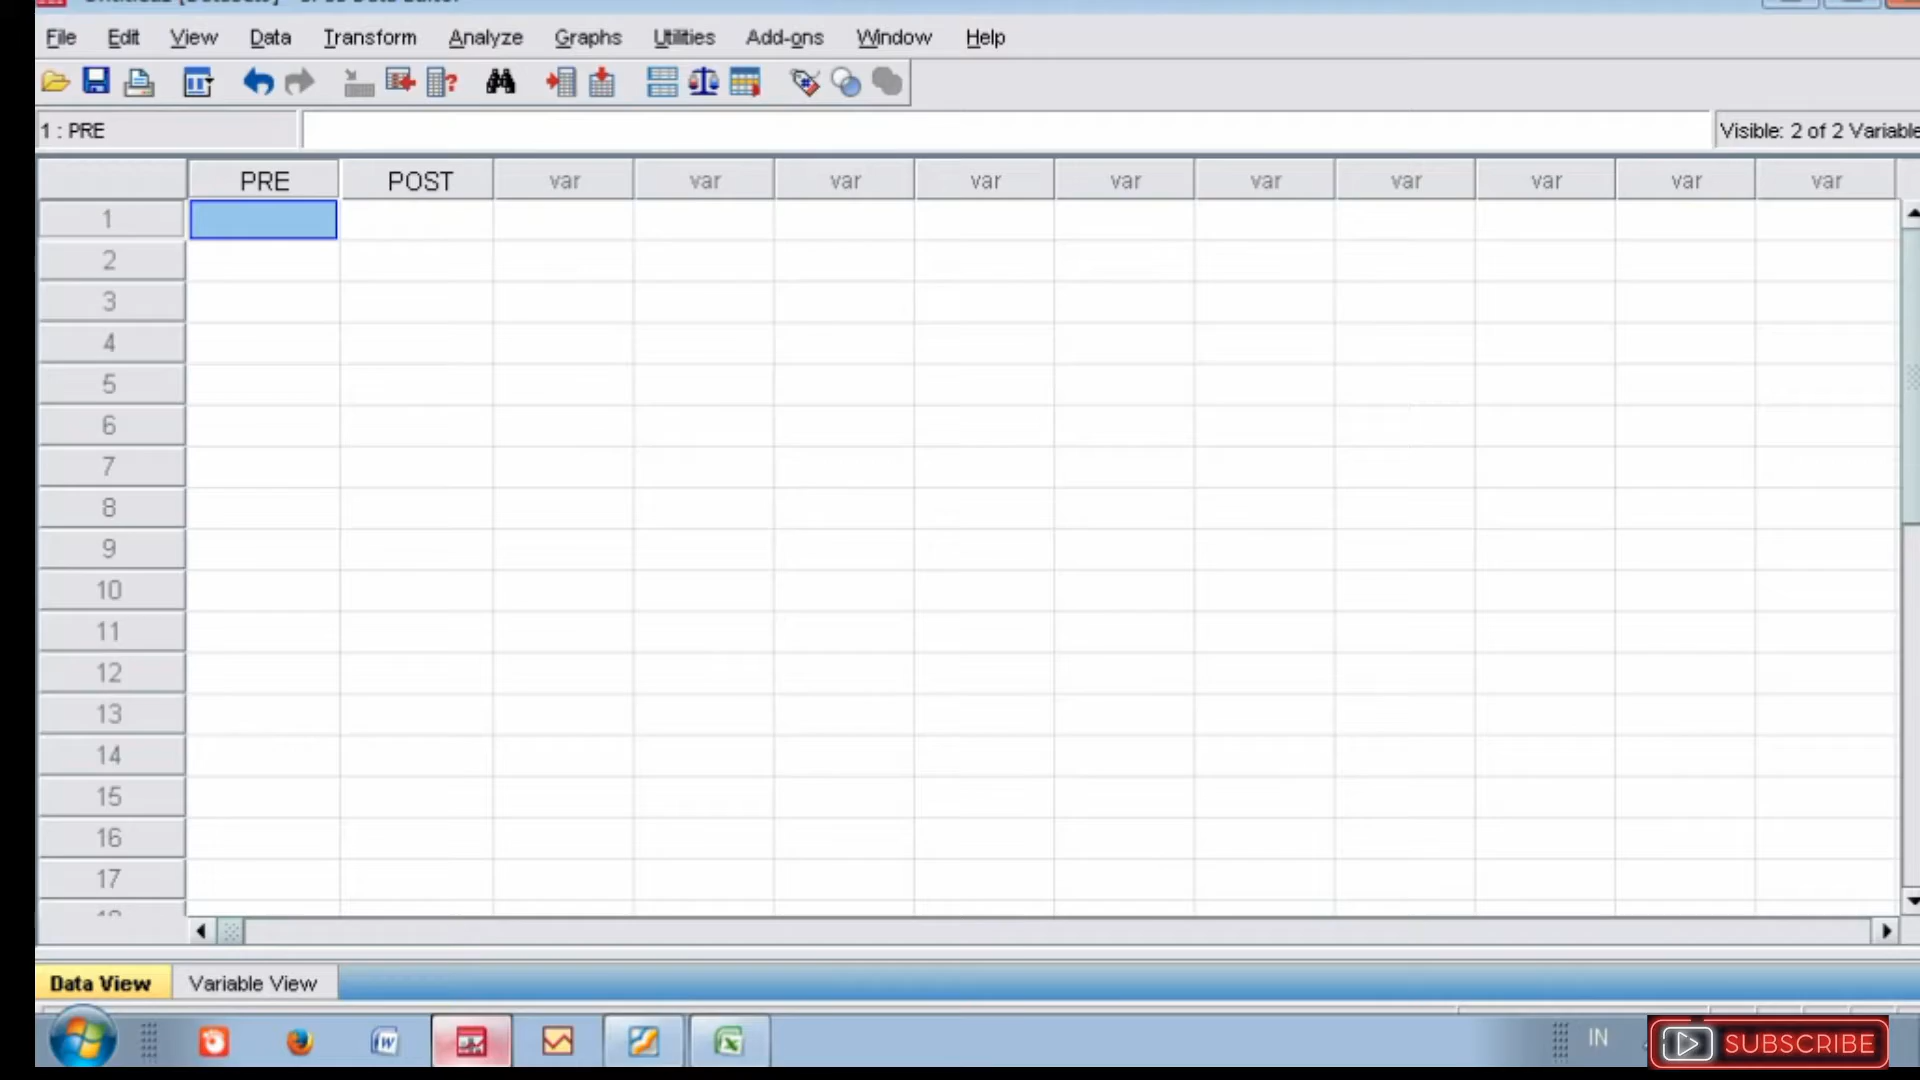 File Edit View Data Transform Analyze Graphs Utilities Add-ons Window Help
1 : PRE
Visible: 2 of 2 Variable
PRE POST var var var var var var var var var var
1
2
3
4
5
6
7
8
9
10
11
12
13
14
15
16
17
Data View Variable View
IN
SUBSCRIBE